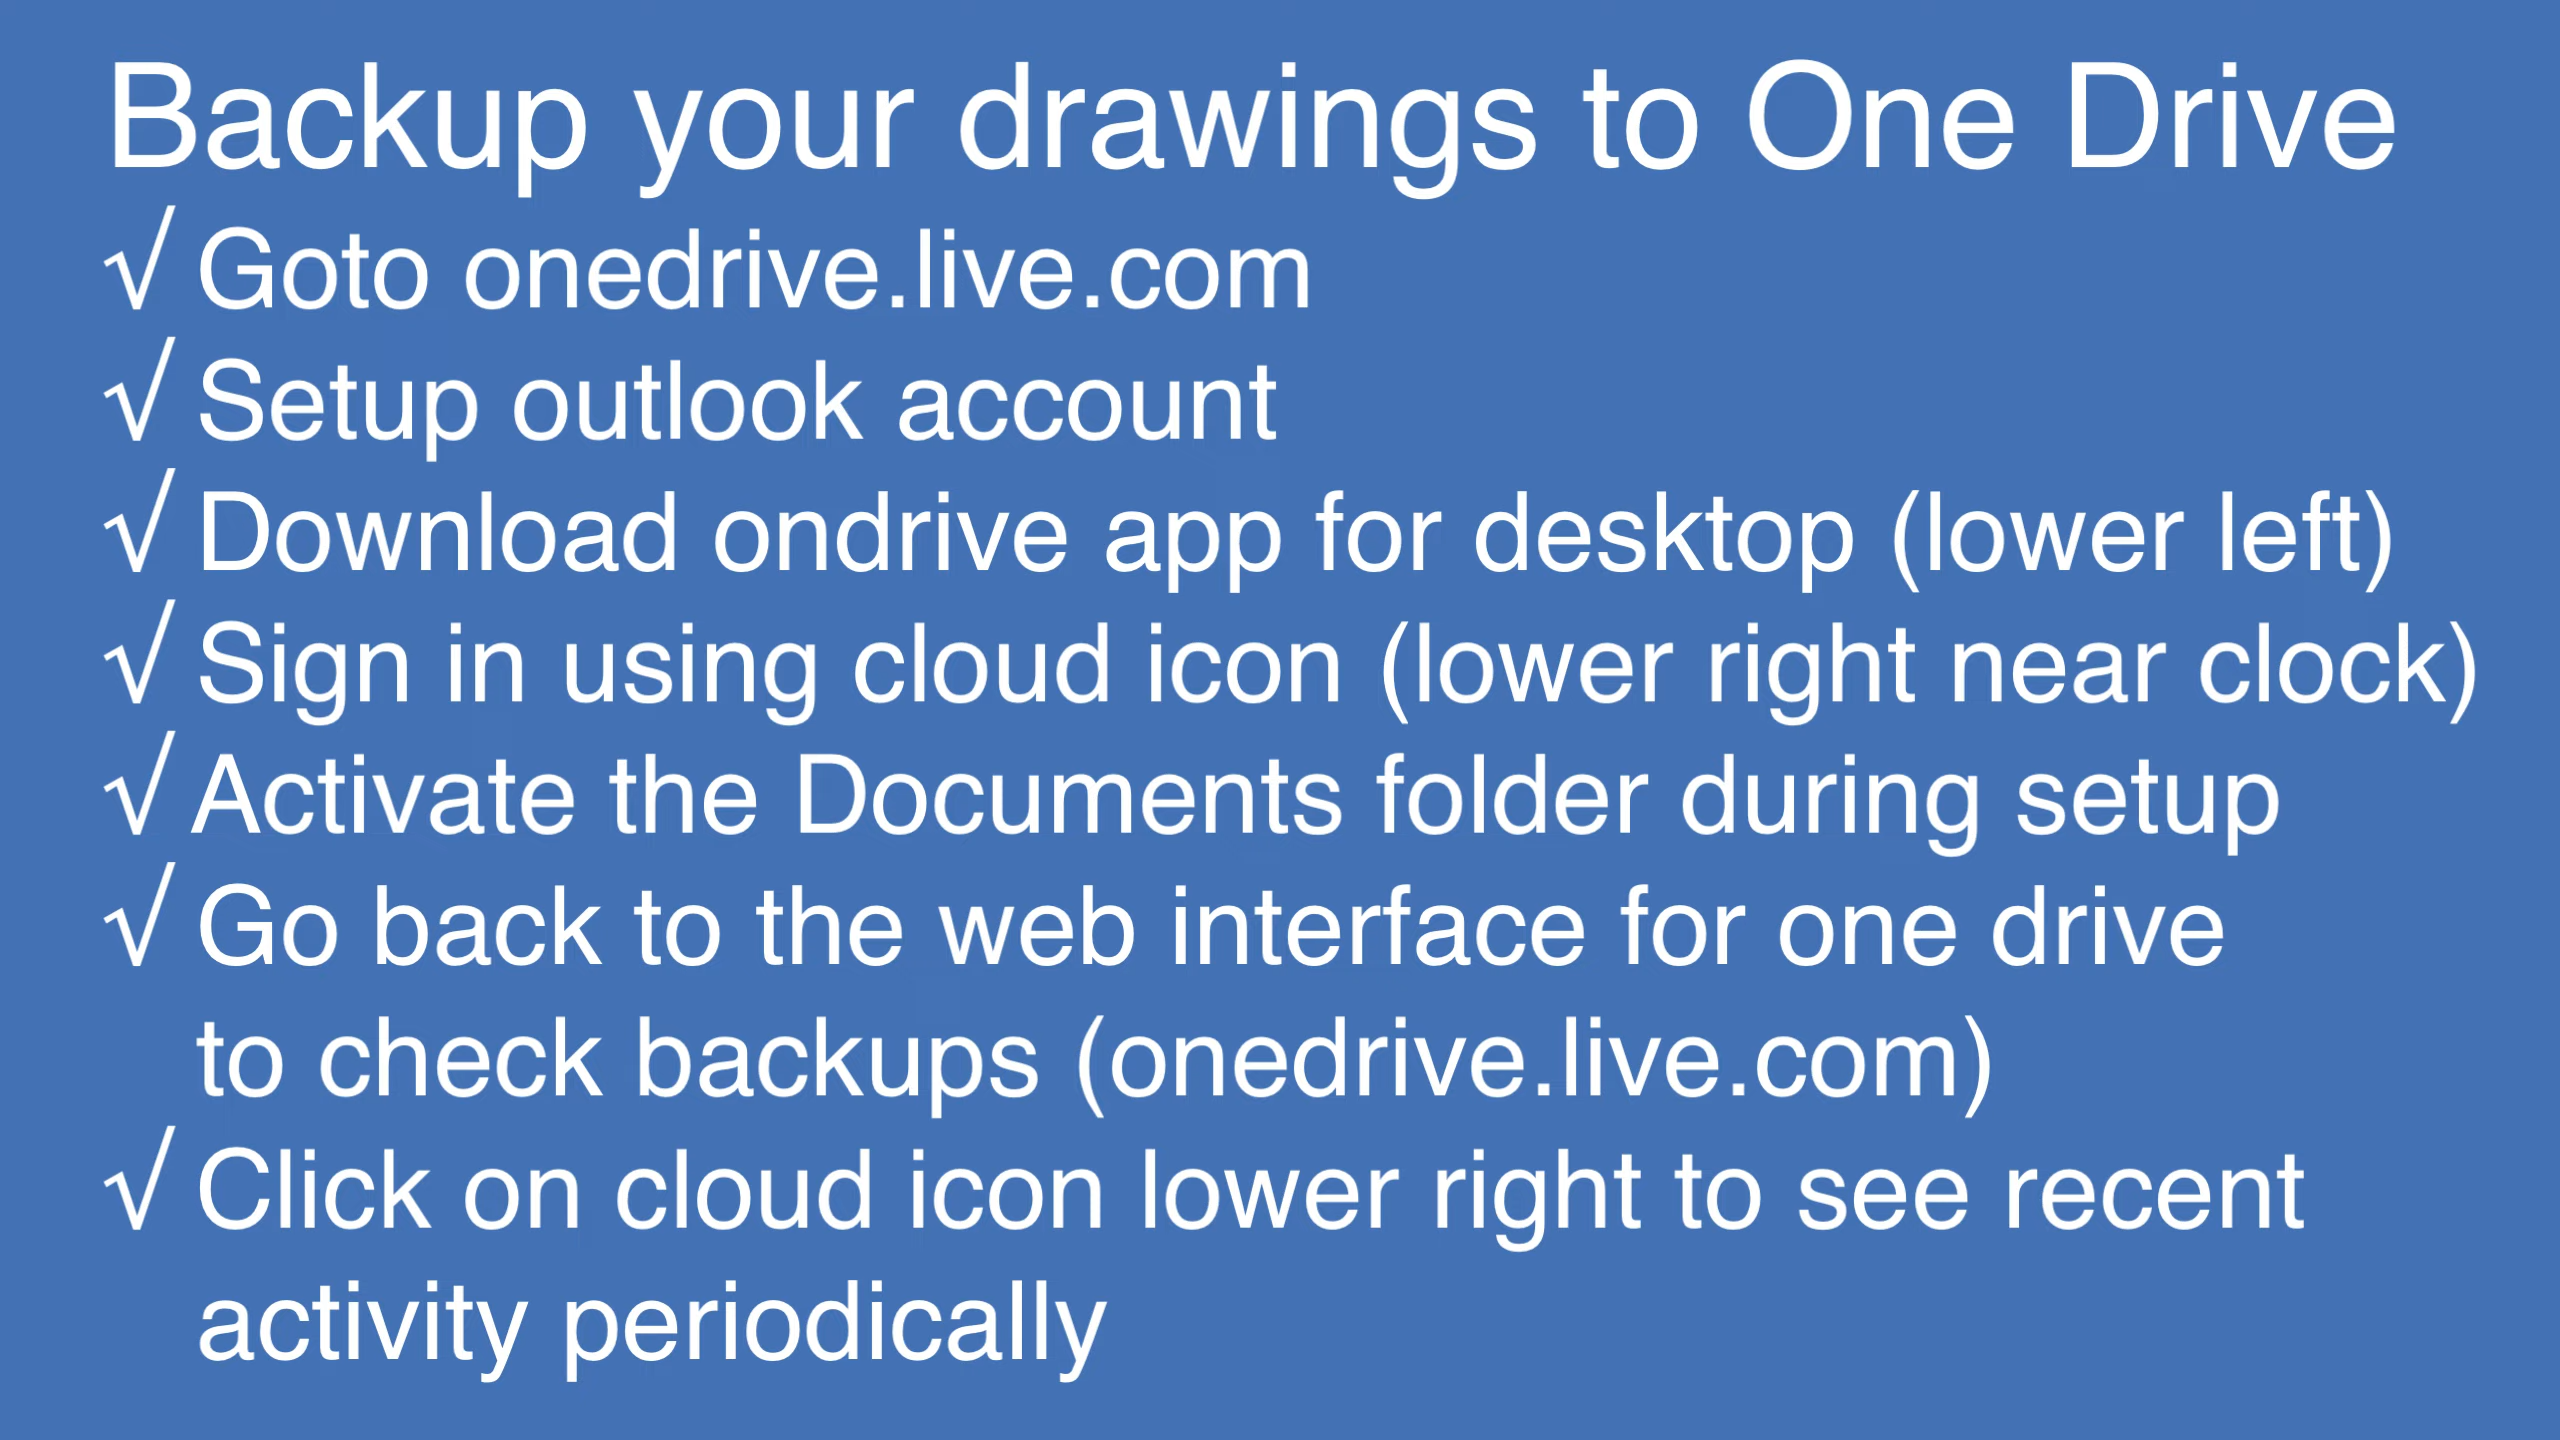 Backup your drawings to One Drive
√ Goto onedrive.live.com
√ Setup outlook account
√ Download ondrive app for desktop (lower left)
√ Sign in using cloud icon (lower right near clock)
√ Activate the Documents folder during setup
√ Go back to the web interface for one drive
to check backups (onedrive.live.com)
√ Click on cloud icon lower right to see recent
activity periodically